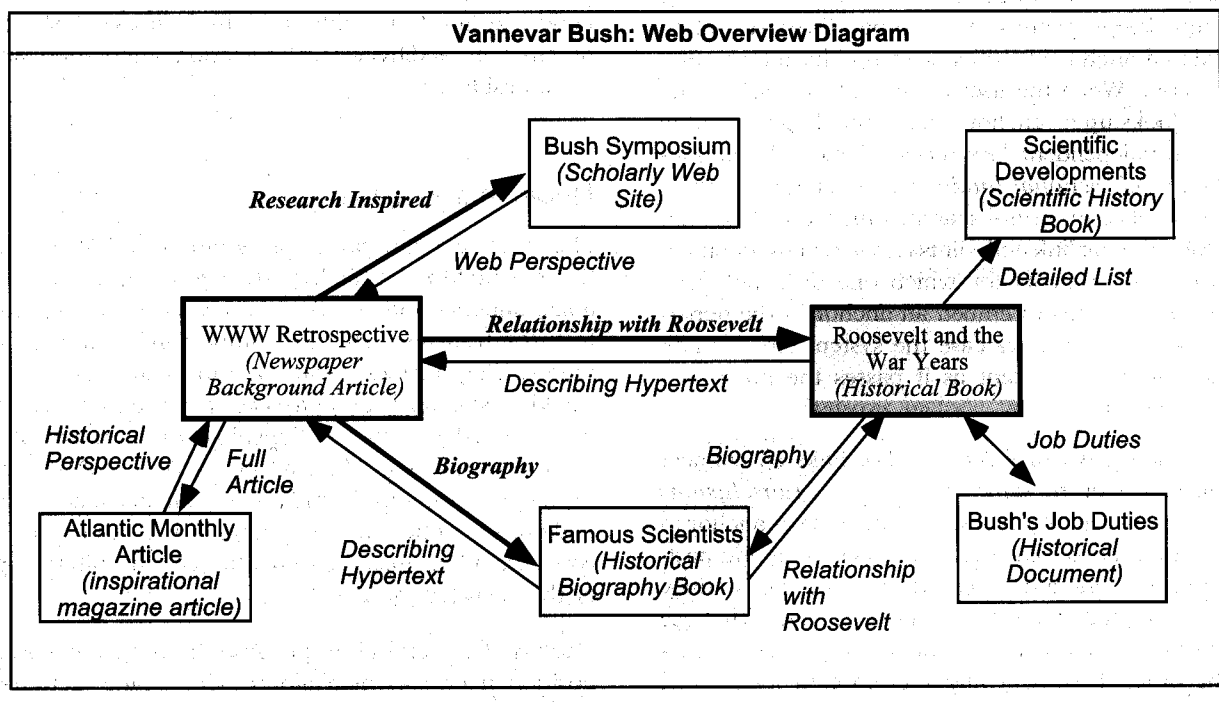 Vannevar Bush: Web Overview Diagram
Bush Symposium
(Scholarly Web
Site)
Scientific
Developments
(Scientific History
Book)
Research Inspired
Web Perspective
Detailed List
WWW Retrospective
(Newspaper
Background Article)
Relationship with Roosevelt
Describing Hypertext
Roosevelt and the
War Years
(Historical Book)
Historical
Perspective
Full
Article
Biography
Biography
Job Duties
Atlantic Monthly
Article
(inspirational
magazine article)
Describing
Hypertext
Famous Scientists
(Historical
Biography Book)
Relationship
with
Roosevelt
Bush's Job Duties
(Historical
Document)